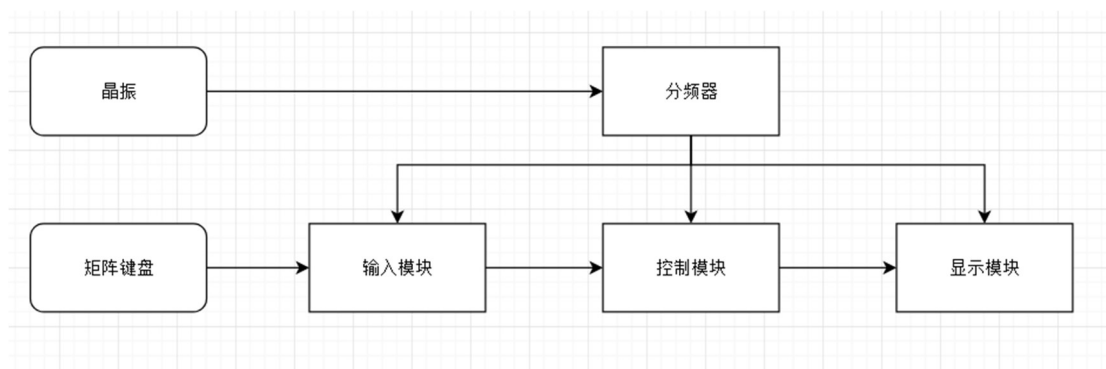 晶振
分频器
矩阵键盘
输入模块
控制模块
显示模块